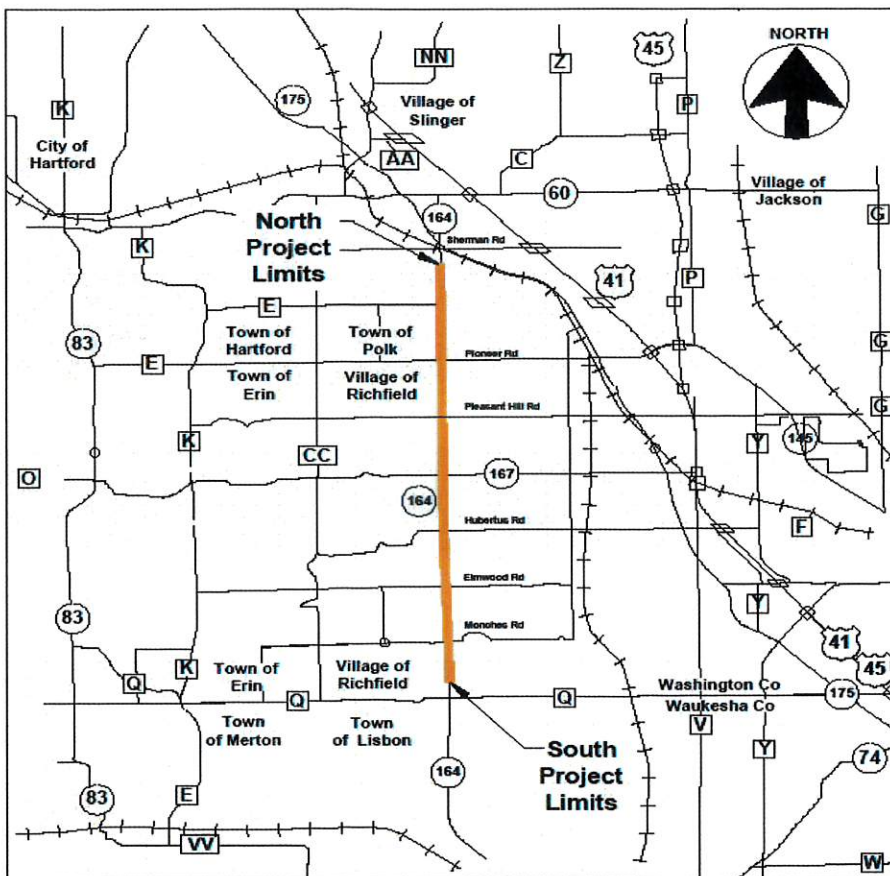 NORTH
NN
45
Z
P
175
Village of
Slinger
K
City of
Hartford
AA
C
60
Village of
Jackson
G
164
North
Project
Limits
Sherman Rd
K
41
P
E
83
Town of
Hartford
Town of
Polk
G
E
Pioneer Rd
Town of
Erin
Village of
Richfield
Pleasant Hill Rd
G
K
Y
145
CC
O
167
164
Hubertus Rd
F
Elmwood Rd
Y
83
Monches Rd
41
45
K
Q
Town of
Erin
Village of
Richfield
Q
Q
Washington Co
Waukesha Co
175
Town
of Merton
Town
of Lisbon
V
Y
South
Project
Limits
164
74
83
E
VV
W